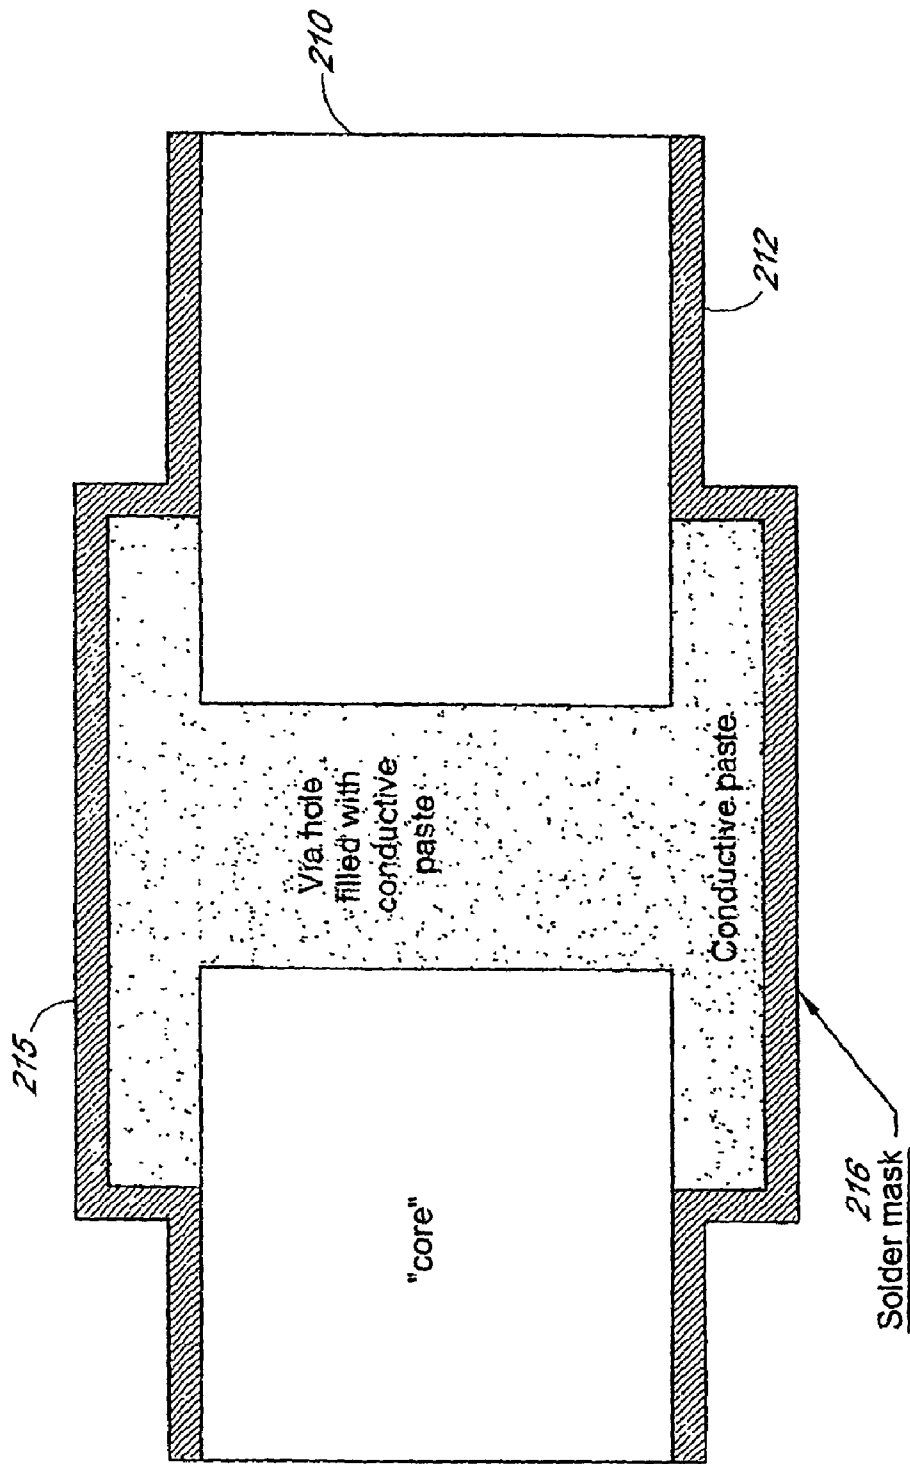 210
212
215
Via hole
filled with
conductive
paste
Conductive paste
"core"
216
Solder mask